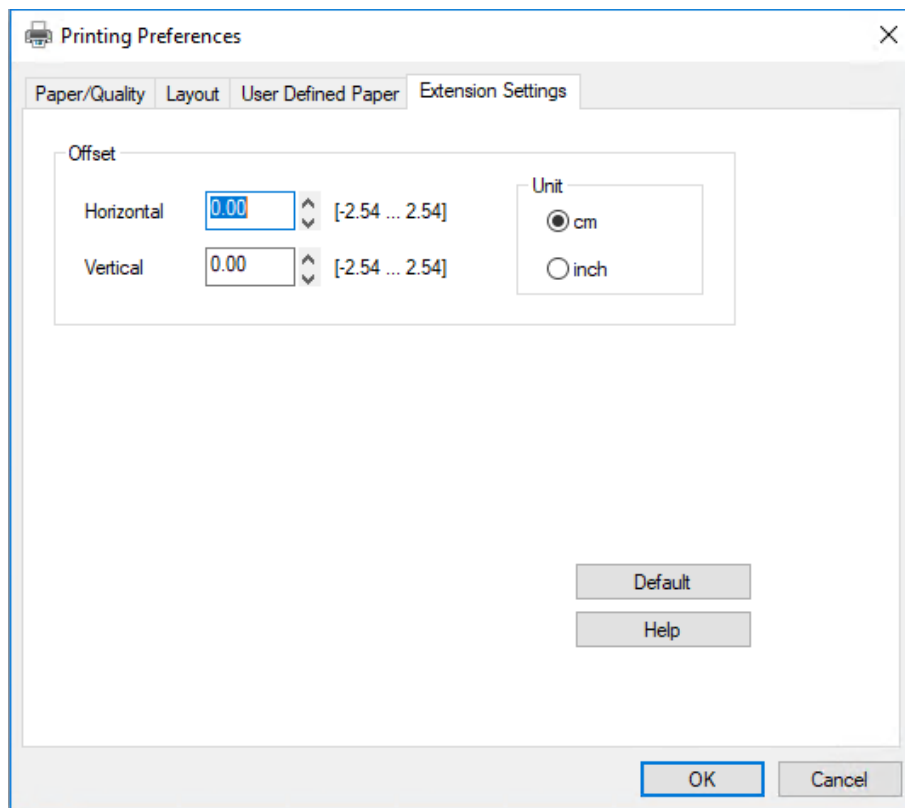 Printing Preferences
Paper/Quality Layout User Defined Paper Extension Settings
Offset
Unit
Horizontal 0.00 [-2.54 ... 2.54]
cm
Vertical 0.00 [-2.54 ... 2.54]
inch
Default
Help
OK Cancel